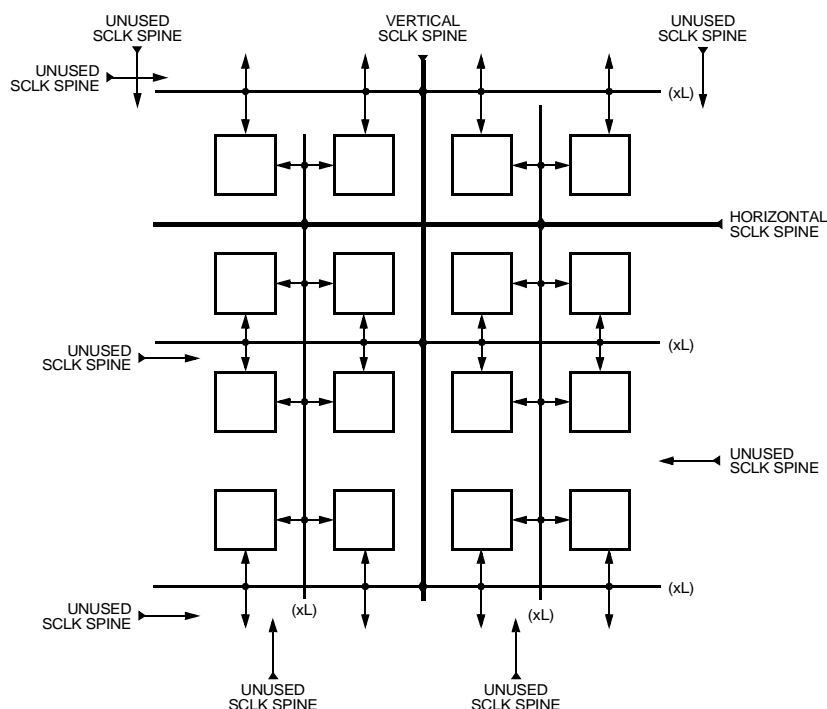 UNUSED
SCLK SPINE
VERTICAL
SCLK SPINE
UNUSED
SCLK SPINE
UNUSED
SCLK SPINE
(xL)
HORIZONTAL
SCLK SPINE
UNUSED
SCLK SPINE
(xL)
UNUSED
SCLK SPINE
(xL)
UNUSED
SCLK SPINE
(xL)
(xL)
UNUSED
SCLK SPINE
UNUSED
SCLK SPINE